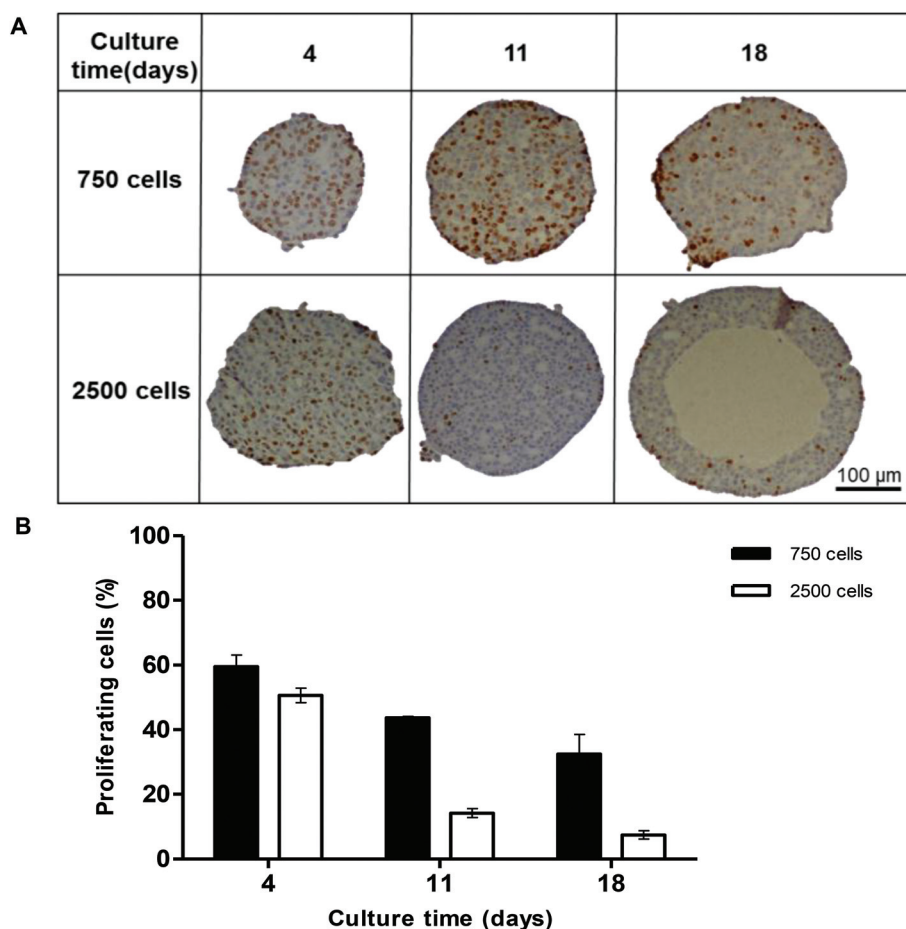 A
Culture time(days) 4 11 18
750 cells
2500 cells
100 µm
B
100
80
60
40
20
0
Proliferating cells (%)
750 cells
2500 cells
4 11 18
Culture time (days)